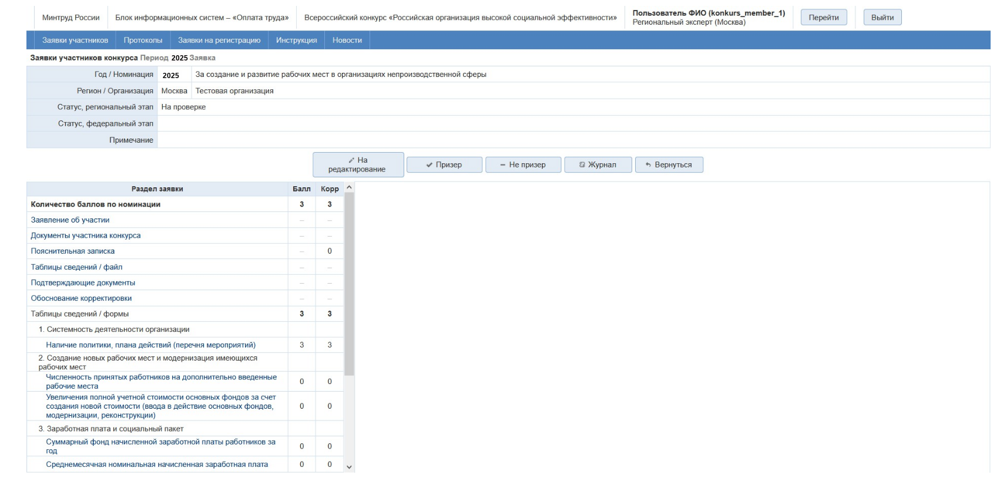 Минтруд России Блок информационных систем – «Оплата труда» Всероссийский конкурс «Российская организация высокой социальной эффективности» Пользователь ФИО (konkurs_member_1) Перейти Выйти
Региональный эксперт (Москва)
Заявки участников Протоколы Заявки на регистрацию Инструкция Новости
Заявки участников конкурса Период 2025 Заявка
Год / Номинация 2025 За создание и развитие рабочих мест в организациях непроизводственной сферы
Регион / Организация Москва Тестовая организация
Статус, региональный этап На проверке
Статус, федеральный этап
Примечание
На
редактирование
Призер Не призер Журнал Вернуться
Раздел заявки Балл Корр
Количество баллов по номинации 3 3
Заявление об участии – –
Документы участника конкурса – –
Пояснительная записка – 0
Таблицы сведений / файл – –
Подтверждающие документы – –
Обоснование корректировки – –
Таблицы сведений / формы 3 3
1. Системность деятельности организации
Наличие политики, плана действий (перечня мероприятий) 3 3
2. Создание новых рабочих мест и модернизация имеющихся
рабочих мест
Численность принятых работников на дополнительно введенные
рабочие места 0 0
Увеличения полной учетной стоимости основных фондов за счет
создания новой стоимости (ввода в действие основных фондов, 0 0
модернизации, реконструкции)
3. Заработная плата и социальный пакет
Суммарный фонд начисленной заработной платы работников за
год 0 0
Среднемесячная номинальная начисленная заработная плата 0 0